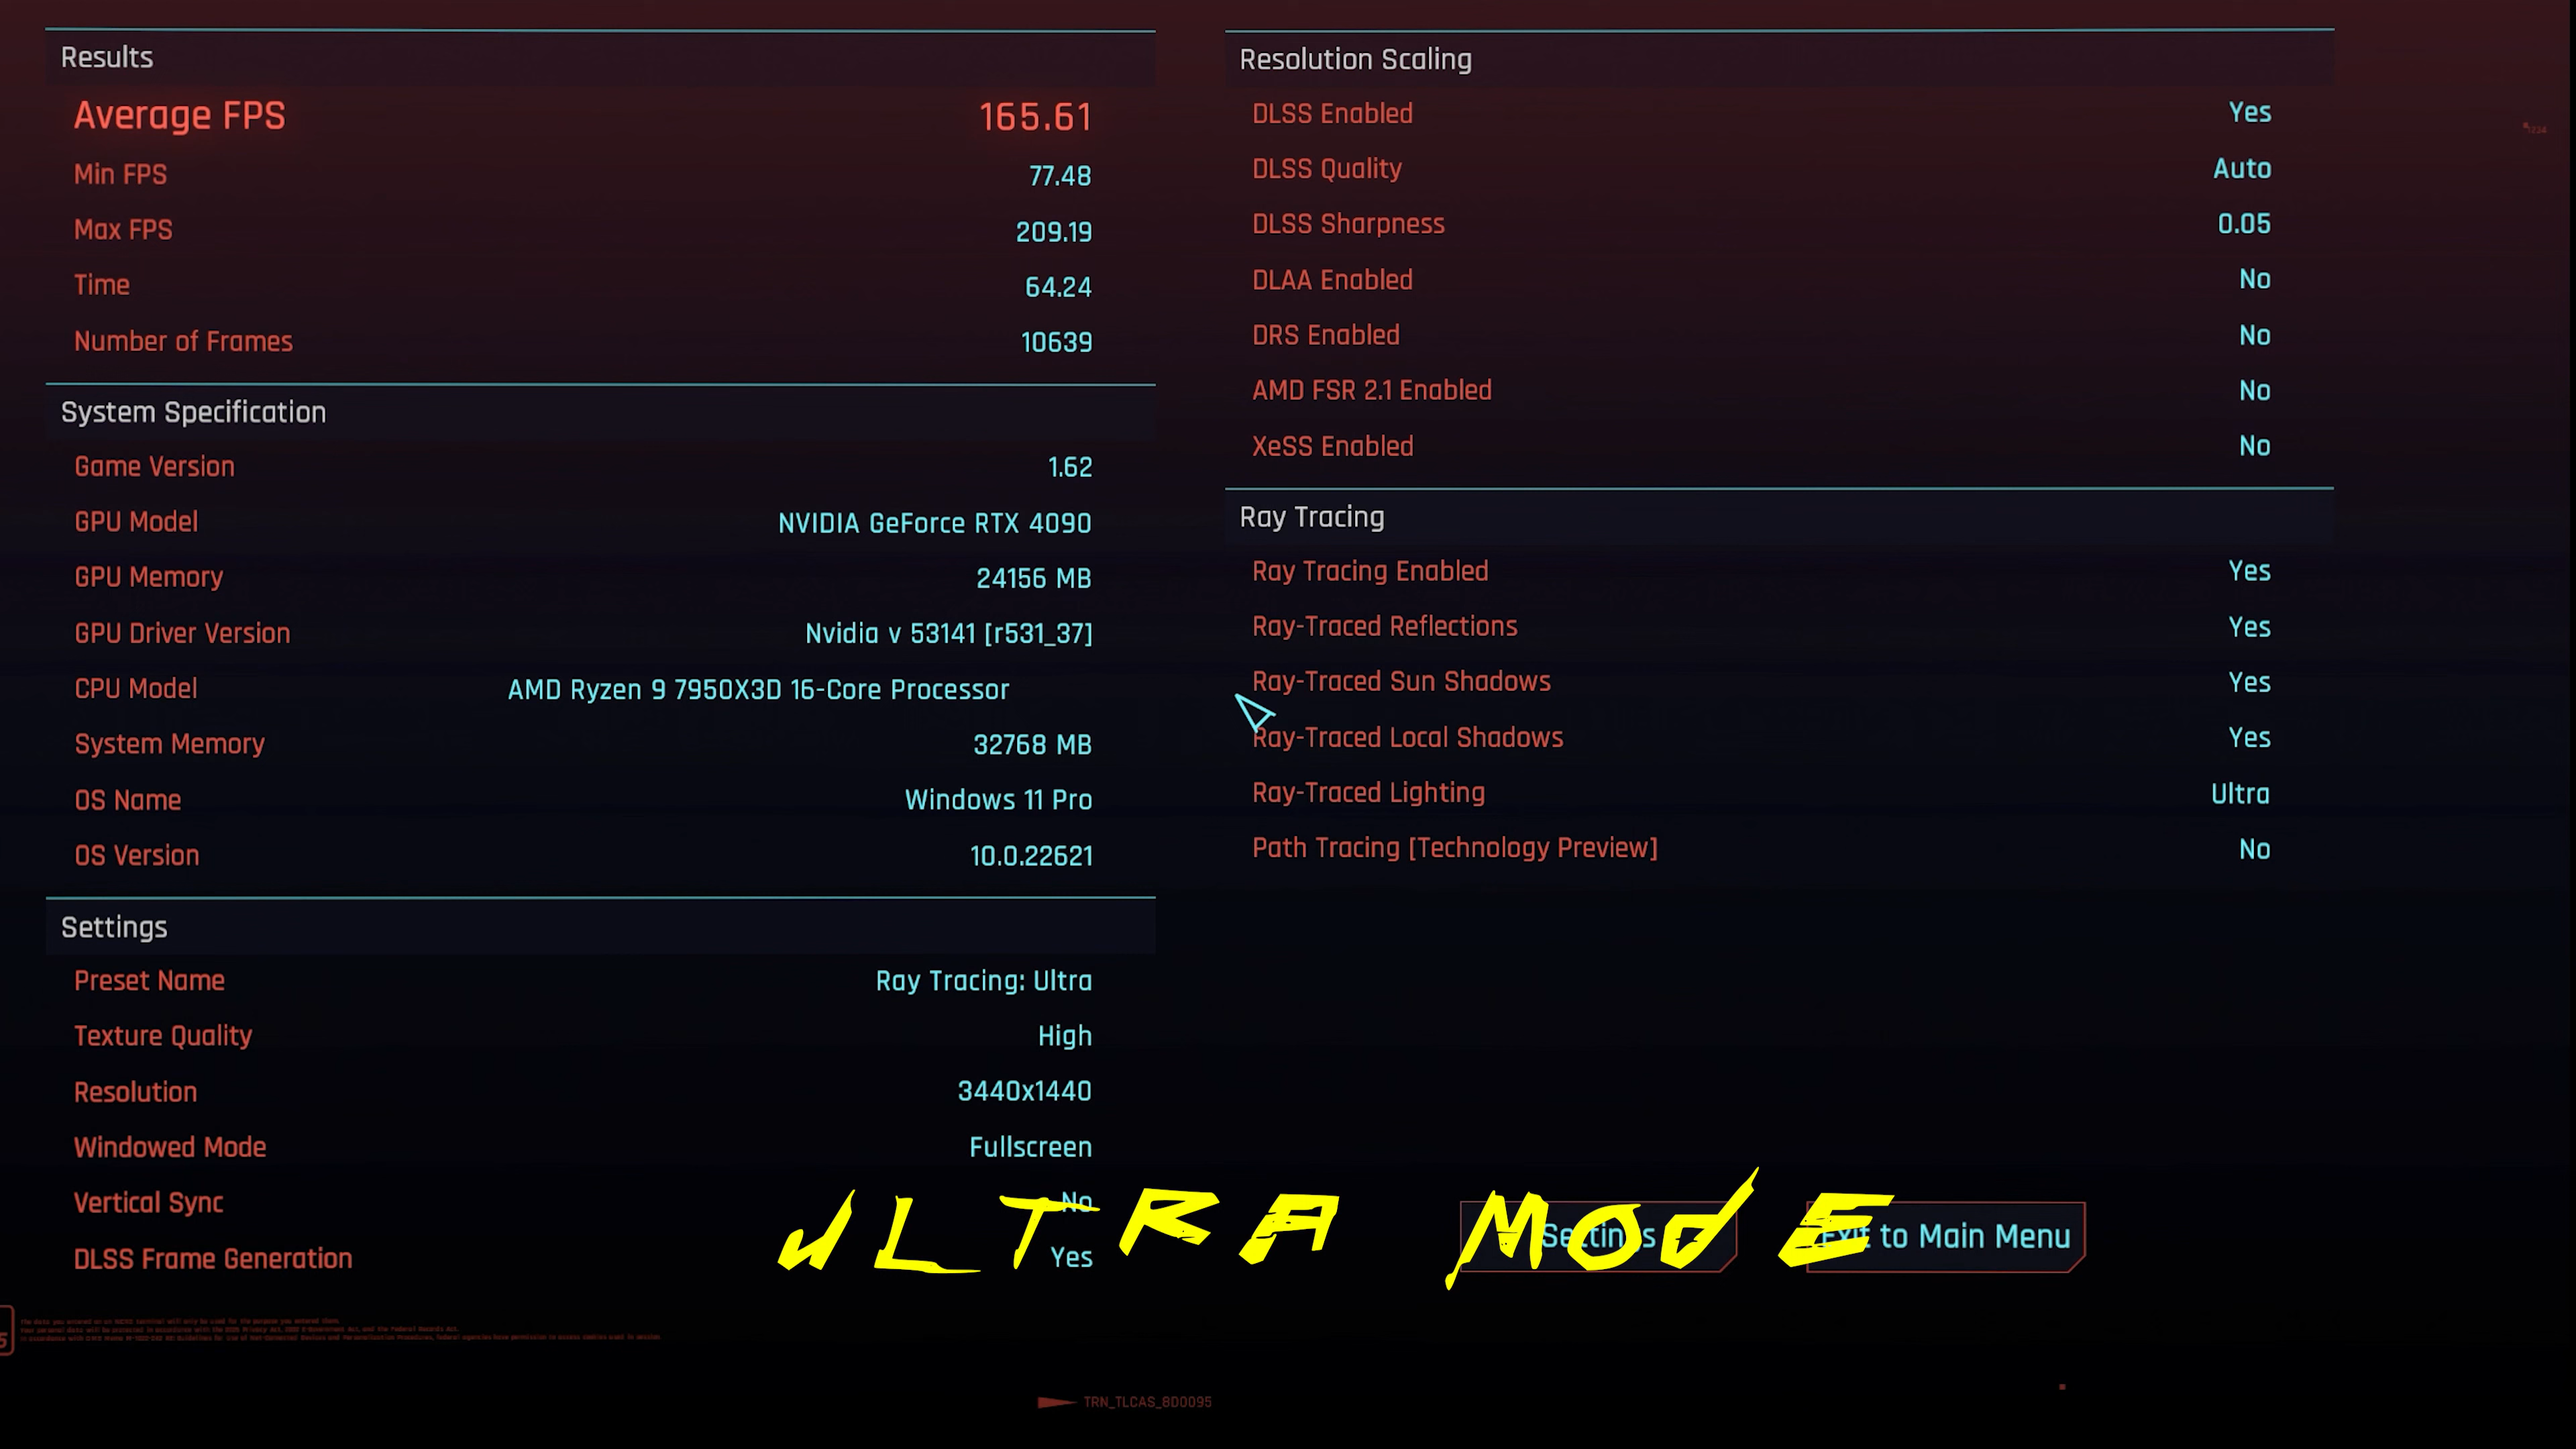 Results
Average FPS 165.61
Min FPS 77.48
Max FPS 209.19
Time 64.24
Number of Frames 10639
System Specification
Game Version 1.62
GPU Model NVIDIA GeForce RTX 4090
GPU Memory 24156 MB
GPU Driver Version Nvidia v 53141 [r531_37]
CPU Model AMD Ryzen 9 7950X3D 16-Core Processor
System Memory 32768 MB
OS Name Windows 11 Pro
OS Version 10.0.22621
Settings
Preset Name Ray Tracing: Ultra
Texture Quality High
Resolution 3440x1440
Windowed Mode Fullscreen
Vertical Sync No
DLSS Frame Generation Yes
Resolution Scaling
DLSS Enabled Yes
DLSS Quality Auto
DLSS Sharpness 0.05
DLAA Enabled No
DRS Enabled No
AMD FSR 2.1 Enabled No
XeSS Enabled No
Ray Tracing
Ray Tracing Enabled Yes
Ray-Traced Reflections Yes
Ray-Traced Sun Shadows Yes
Ray-Traced Local Shadows Yes
Ray-Traced Lighting Ultra
Path Tracing [Technology Preview] No
ULTRA MODE
Settings
Exit to Main Menu
TRN_TLCAS_8D0095